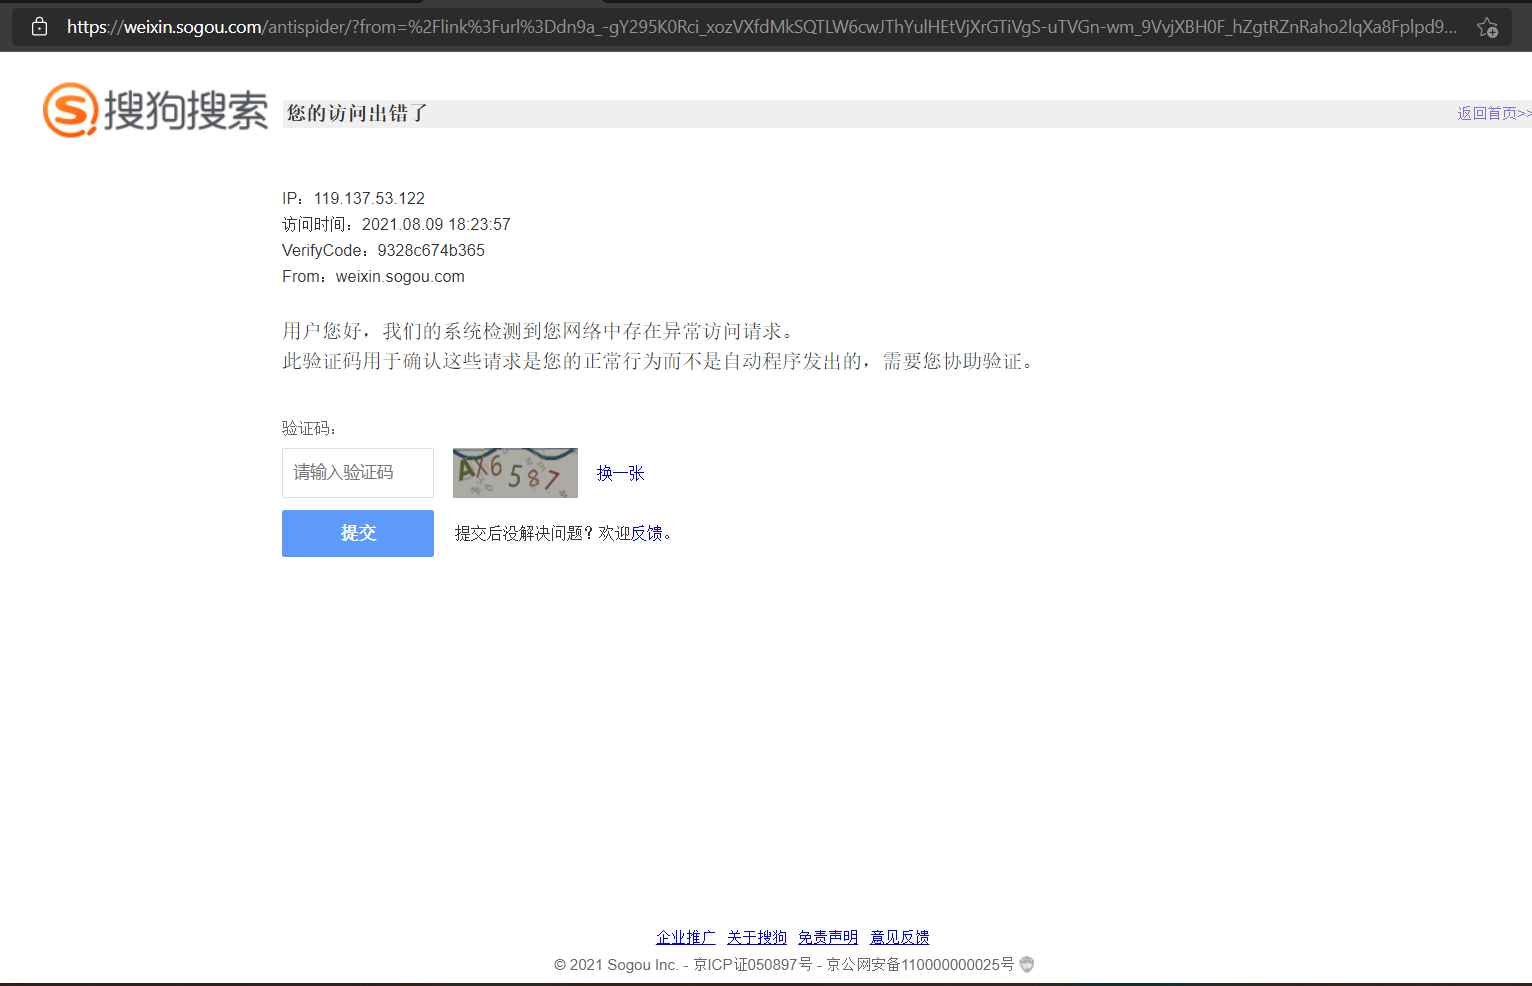 https://weixin.sogou.com/antispider/?from=%2Flink%3Furl%3Ddn9a_-gY295K0Rci_xozVXfdMkSQTLW6cwJThYulHEtVjXrGTiVgS-uTVGn-wm_9VvjXBH0F_hZgtRZnRaho2lqXa8Fplpd9...
搜狗搜索
您的访问出错了
返回首页>>
IP：119.137.53.122
访问时间：2021.08.09 18:23:57
VerifyCode：9328c674b365
From：weixin.sogou.com
用户您好，我们的系统检测到您网络中存在异常访问请求。
此验证码用于确认这些请求是您的正常行为而不是自动程序发出的，需要您协助验证。
验证码：
请输入验证码
AX6587
换一张
提交
提交后没解决问题？欢迎反馈。
企业推广 关于搜狗 免责声明 意见反馈
© 2021 Sogou Inc. - 京ICP证050897号 - 京公网安备110000000025号